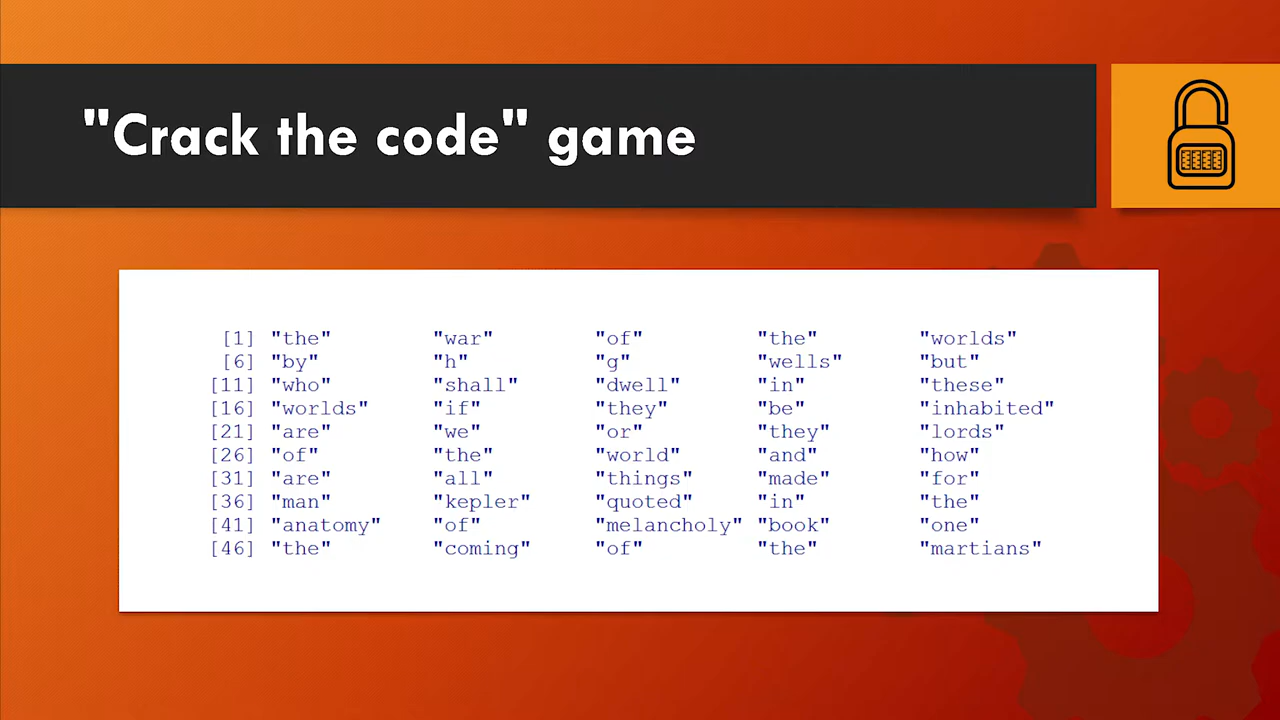 "Crack the code" game
[1] "the" "war" "of" "the" "worlds"
[6] "by" "h" "g" "wells" "but"
[11] "who" "shall" "dwell" "in" "these"
[16] "worlds" "if" "they" "be" "inhabited"
[21] "are" "we" "or" "they" "lords"
[26] "of" "the" "world" "and" "how"
[31] "are" "all" "things" "made" "for"
[36] "man" "kepler" "quoted" "in" "the"
[41] "anatomy" "of" "melancholy" "book" "one"
[46] "the" "coming" "of" "the" "martians"